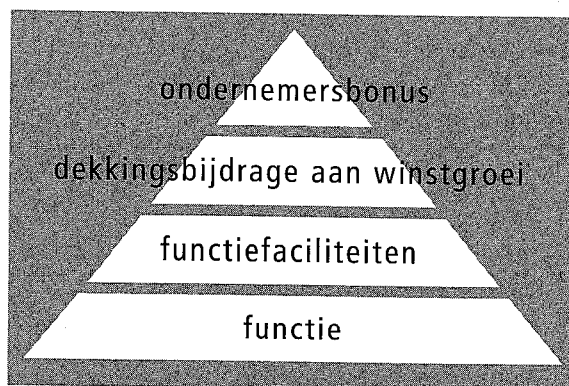 ondernemersbonus
dekkingsbijdrage aan winstgroei
functiefaciliteiten
functie